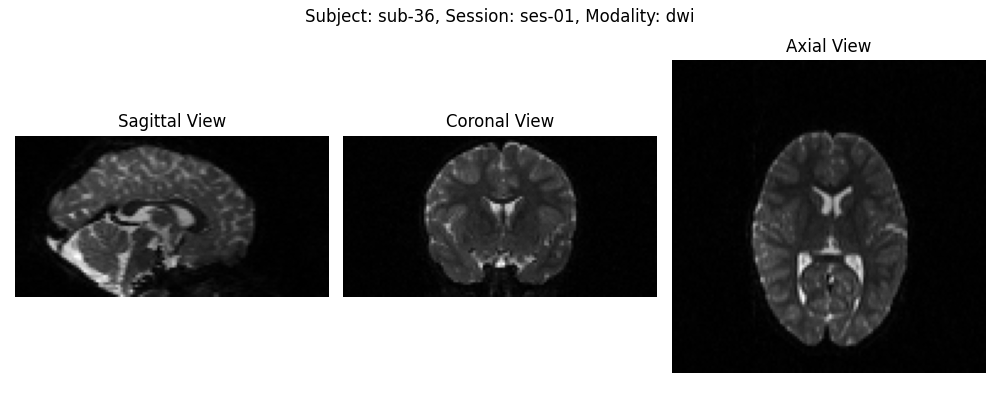 Subject: sub-36, Session: ses-01, Modality: dwi
Sagittal View
Coronal View
Axial View